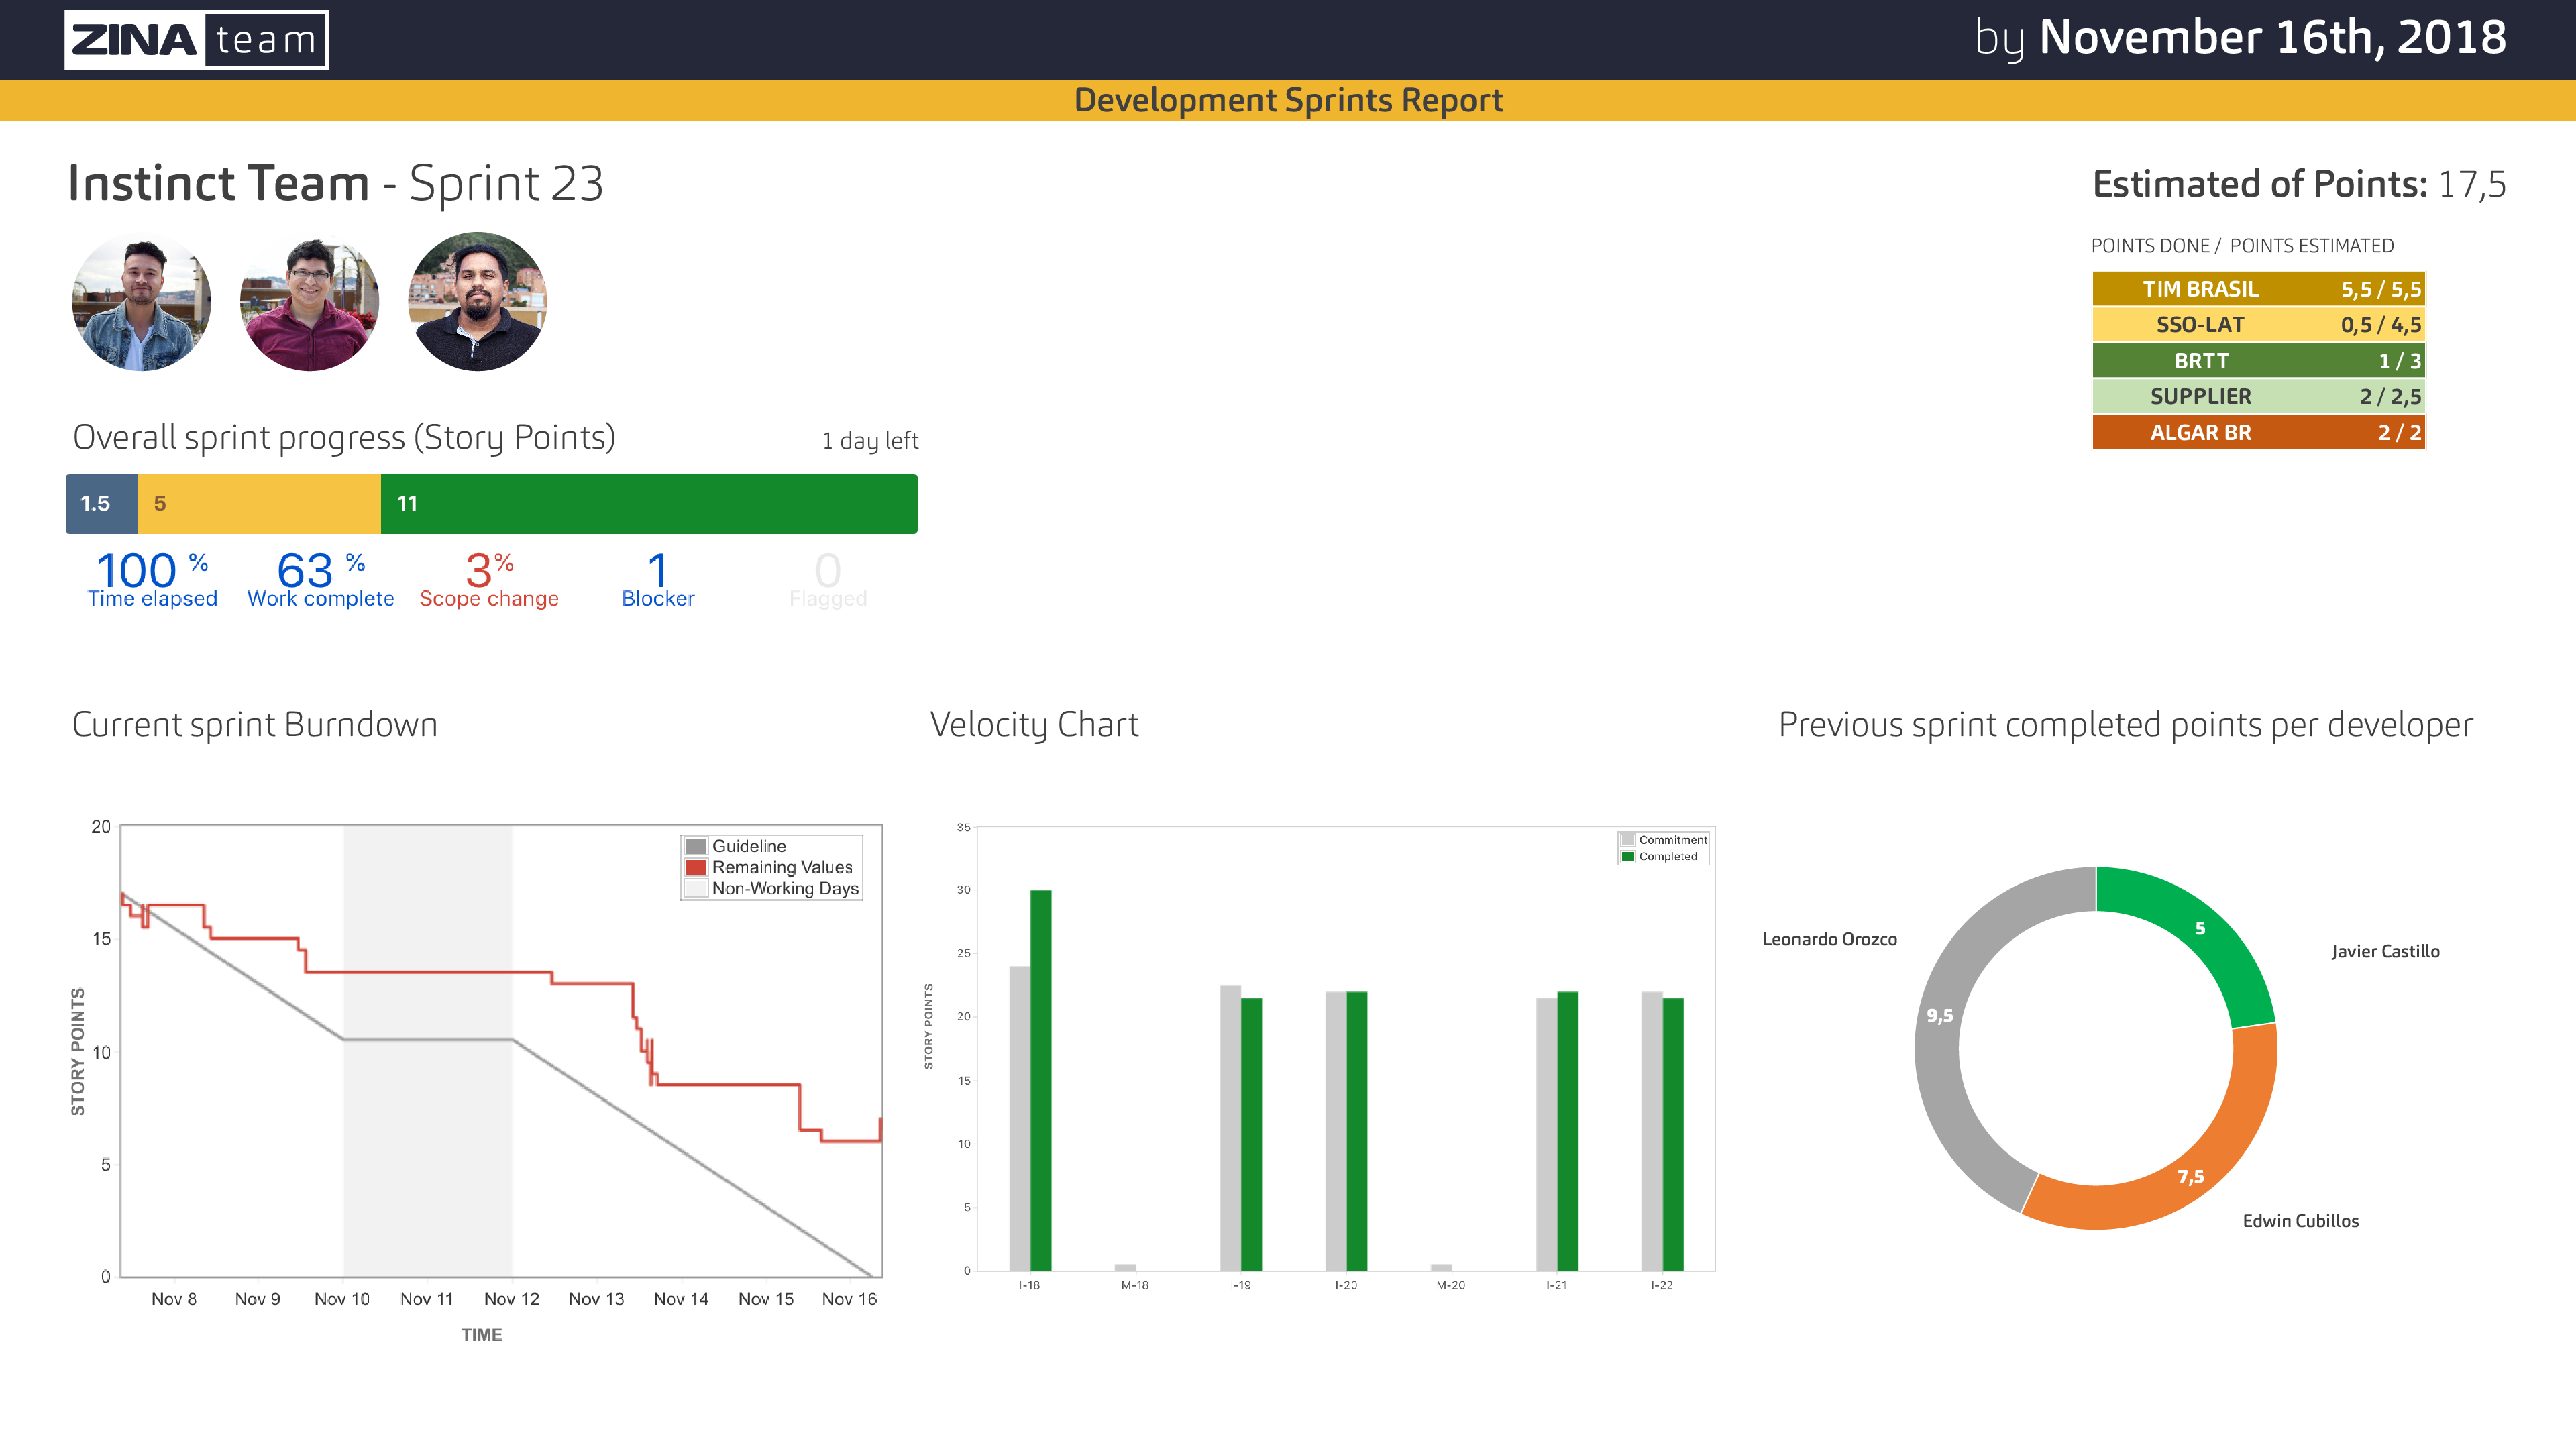 ZINA team
by November 16th, 2018
Development Sprints Report
Instinct Team - Sprint 23
Estimated of Points: 17,5
POINTS DONE / POINTS ESTIMATED
TIM BRASIL 5,5 / 5,5
SSO-LAT 0,5 / 4,5
BRTT 1 / 3
SUPPLIER 2 / 2,5
ALGAR BR 2 / 2
Overall sprint progress (Story Points) 1 day left
1.5 5 11
100 % 63 % 3% 1 0
Time elapsed Work complete Scope change Blocker Flagged
Current sprint Burndown
20
15
10
5
0
STORY POINTS
Guideline
Remaining Values
Non-Working Days
Nov 8 Nov 9 Nov 10 Nov 11 Nov 12 Nov 13 Nov 14 Nov 15 Nov 16
TIME
Velocity Chart
35
30
25
20
15
10
5
0
STORY POINTS
Commitment
Completed
I-18 M-18 I-19 I-20 M-20 I-21 I-22
Previous sprint completed points per developer
5
Leonardo Orozco
Javier Castillo
9,5
7,5
Edwin Cubillos